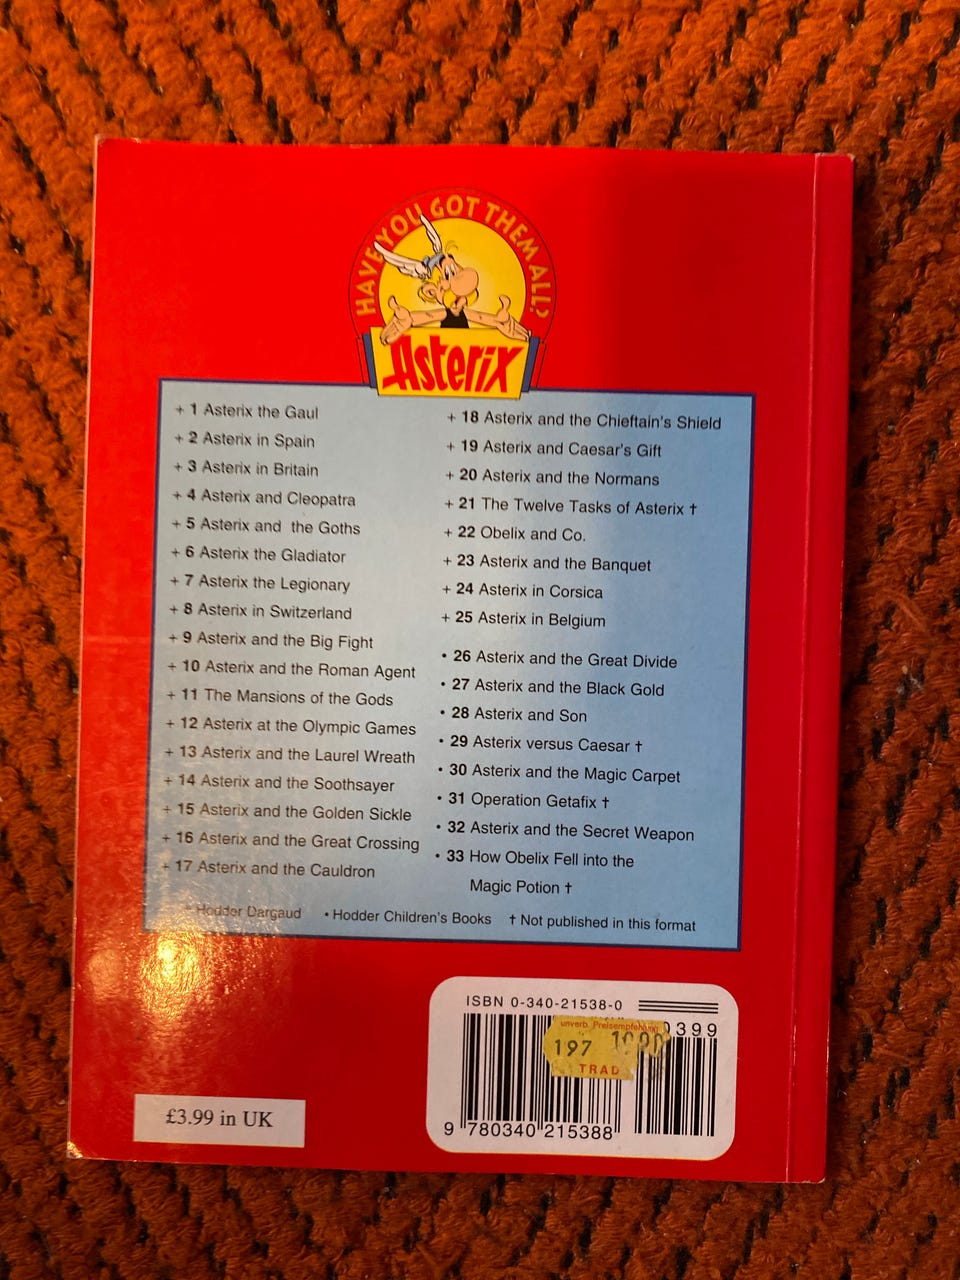 HAVE YOU GOT THEM ALL?
Asterix
+ 1 Asterix the Gaul
+ 2 Asterix in Spain
+ 3 Asterix in Britain
+ 4 Asterix and Cleopatra
+ 5 Asterix and the Goths
+ 6 Asterix the Gladiator
+ 7 Asterix the Legionary
+ 8 Asterix in Switzerland
+ 9 Asterix and the Big Fight
+ 10 Asterix and the Roman Agent
+ 11 The Mansions of the Gods
+ 12 Asterix at the Olympic Games
+ 13 Asterix and the Laurel Wreath
+ 14 Asterix and the Soothsayer
+ 15 Asterix and the Golden Sickle
+ 16 Asterix and the Great Crossing
+ 17 Asterix and the Cauldron
+ 18 Asterix and the Chieftain's Shield
+ 19 Asterix and Caesar's Gift
+ 20 Asterix and the Normans
+ 21 The Twelve Tasks of Asterix †
+ 22 Obelix and Co.
+ 23 Asterix and the Banquet
+ 24 Asterix in Corsica
+ 25 Asterix in Belgium
• 26 Asterix and the Great Divide
• 27 Asterix and the Black Gold
• 28 Asterix and Son
• 29 Asterix versus Caesar †
• 30 Asterix and the Magic Carpet
• 31 Operation Getafix †
• 32 Asterix and the Secret Weapon
• 33 How Obelix Fell into the
Magic Potion †
+ Hodder Dargaud • Hodder Children's Books † Not published in this format
ISBN 0-340-21538-0
0399
unverb. Preisempfehlung
197
TRAD
9 780340 215388
£3.99 in UK